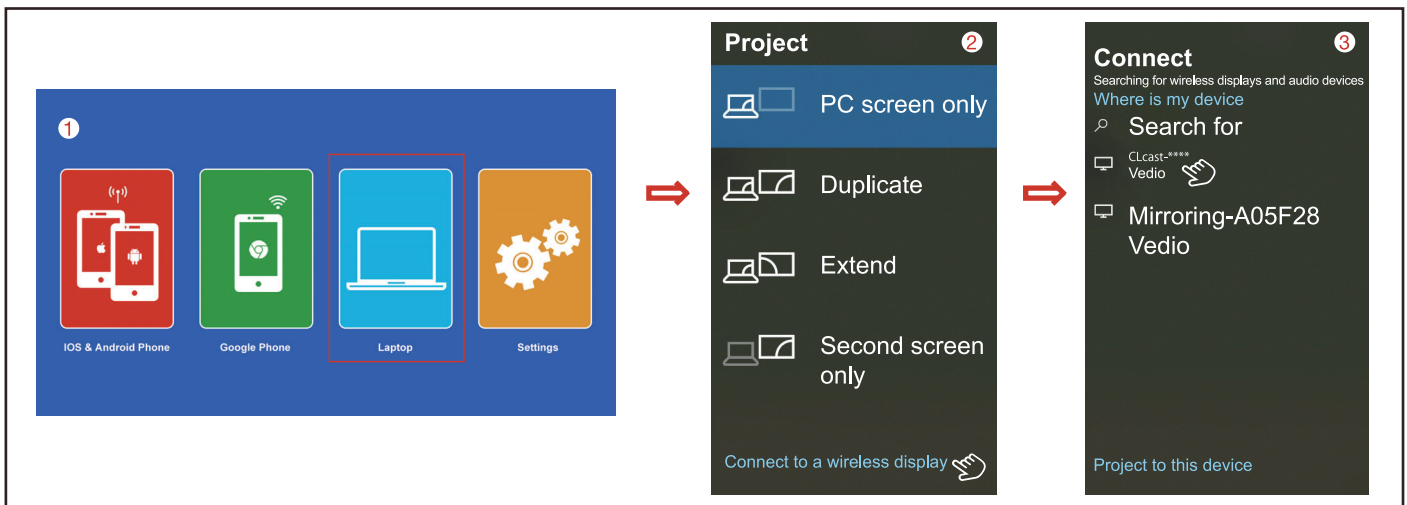 1
IOS & Android Phone
Google Phone
Laptop
Settings
Project
2
PC screen only
Duplicate
Extend
Second screen
only
Connect to a wireless display
3
Connect
Searching for wireless displays and audio devices
Where is my device
Search for
CLcast-****
Vedio
Mirroring-A05F28
Vedio
Project to this device